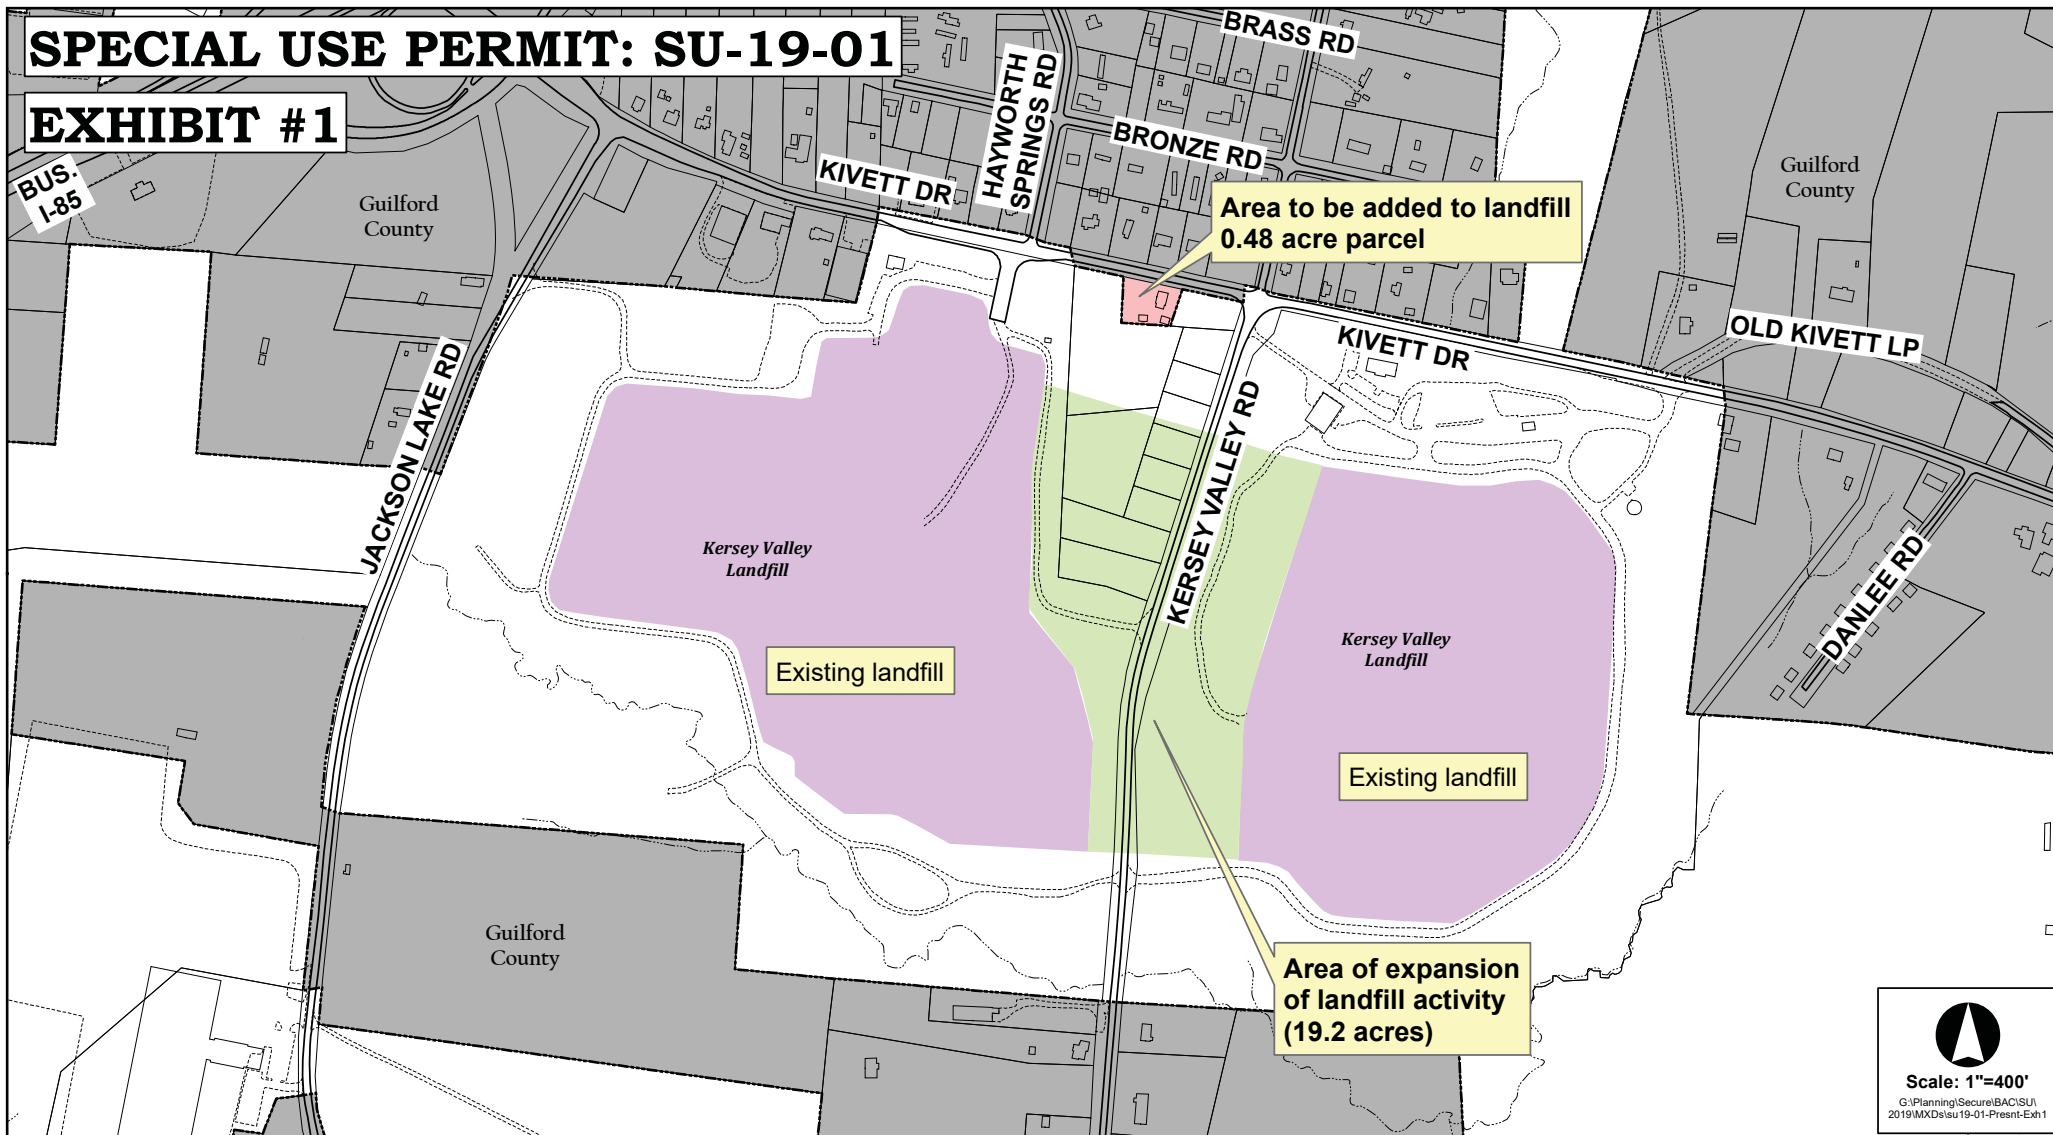 SPECIAL USE PERMIT: SU-19-01
EXHIBIT #1
BUS.
I-85
Guilford
County
KIVETT DR
HAYWORTH
SPRINGS RD
BRASS RD
BRONZE RD
Area to be added to landfill
0.48 acre parcel
Guilford
County
OLD KIVETT LP
KIVETT DR
JACKSON LAKE RD
KERSEY VALLEY RD
DANLEE RD
Kersey Valley
Landfill
Existing landfill
Kersey Valley
Landfill
Existing landfill
Guilford
County
Area of expansion
of landfill activity
(19.2 acres)
Scale: 1"=400'
G:\Planning\Secure\BAC\SU\
2019\MXDs\su19-01-Presnt-Exh1